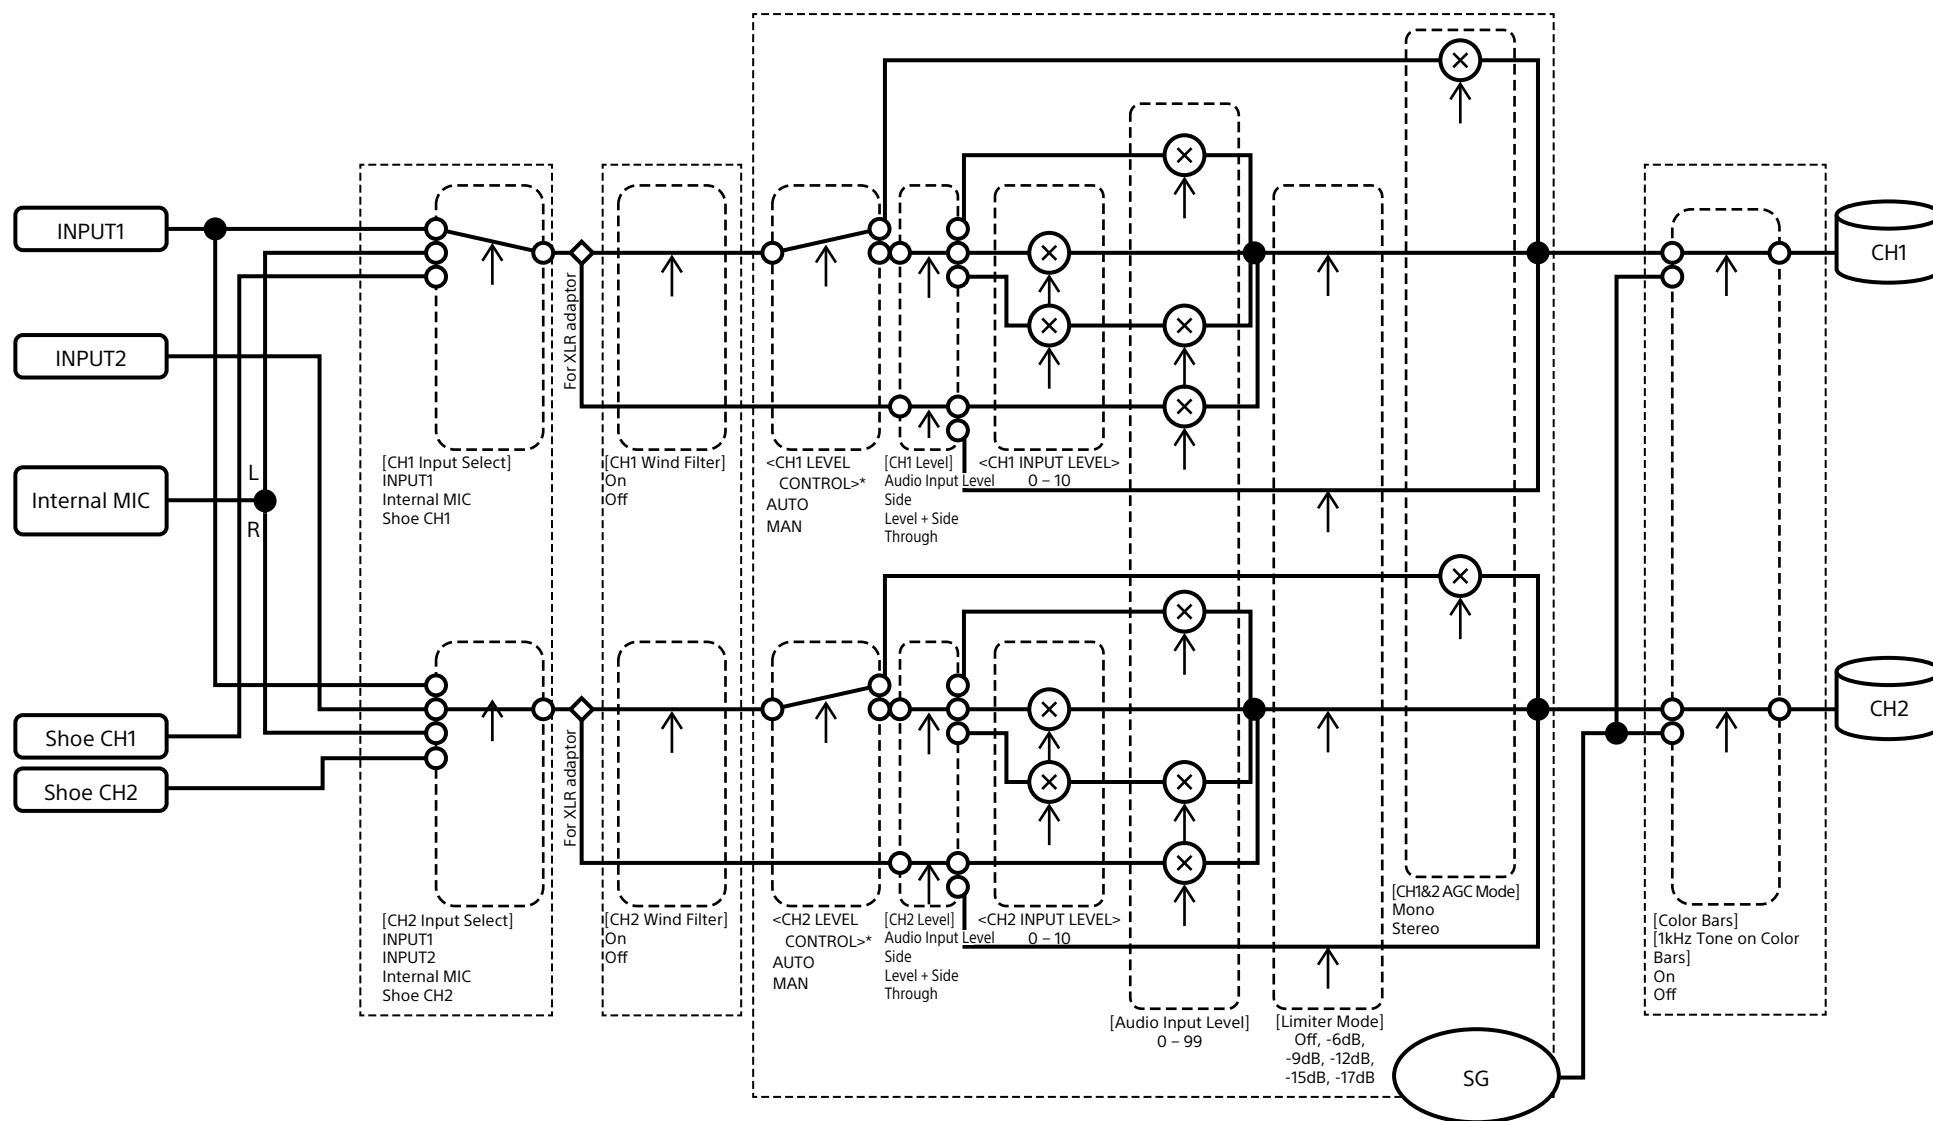 INPUT1
INPUT2
Internal MIC
L
R
Shoe CH1
Shoe CH2
[CH1 Input Select]
INPUT1
Internal MIC
Shoe CH1
For XLR adaptor
[CH1 Wind Filter]
On
Off
<CH1 LEVEL
CONTROL>*
AUTO
MAN
[CH1 Level]
Audio Input Level
Side
Level + Side
Through
<CH1 INPUT LEVEL>
0 – 10
CH1
[CH2 Input Select]
INPUT1
INPUT2
Internal MIC
Shoe CH2
For XLR adaptor
[CH2 Wind Filter]
On
Off
<CH2 LEVEL
CONTROL>*
AUTO
MAN
[CH2 Level]
Audio Input Level
Side
Level + Side
Through
<CH2 INPUT LEVEL>
0 – 10
[Audio Input Level]
0 – 99
[Limiter Mode]
Off, -6dB,
-9dB, -12dB,
-15dB, -17dB
[CH1&2 AGC Mode]
Mono
Stereo
SG
[Color Bars]
[1kHz Tone on Color
Bars]
On
Off
CH2